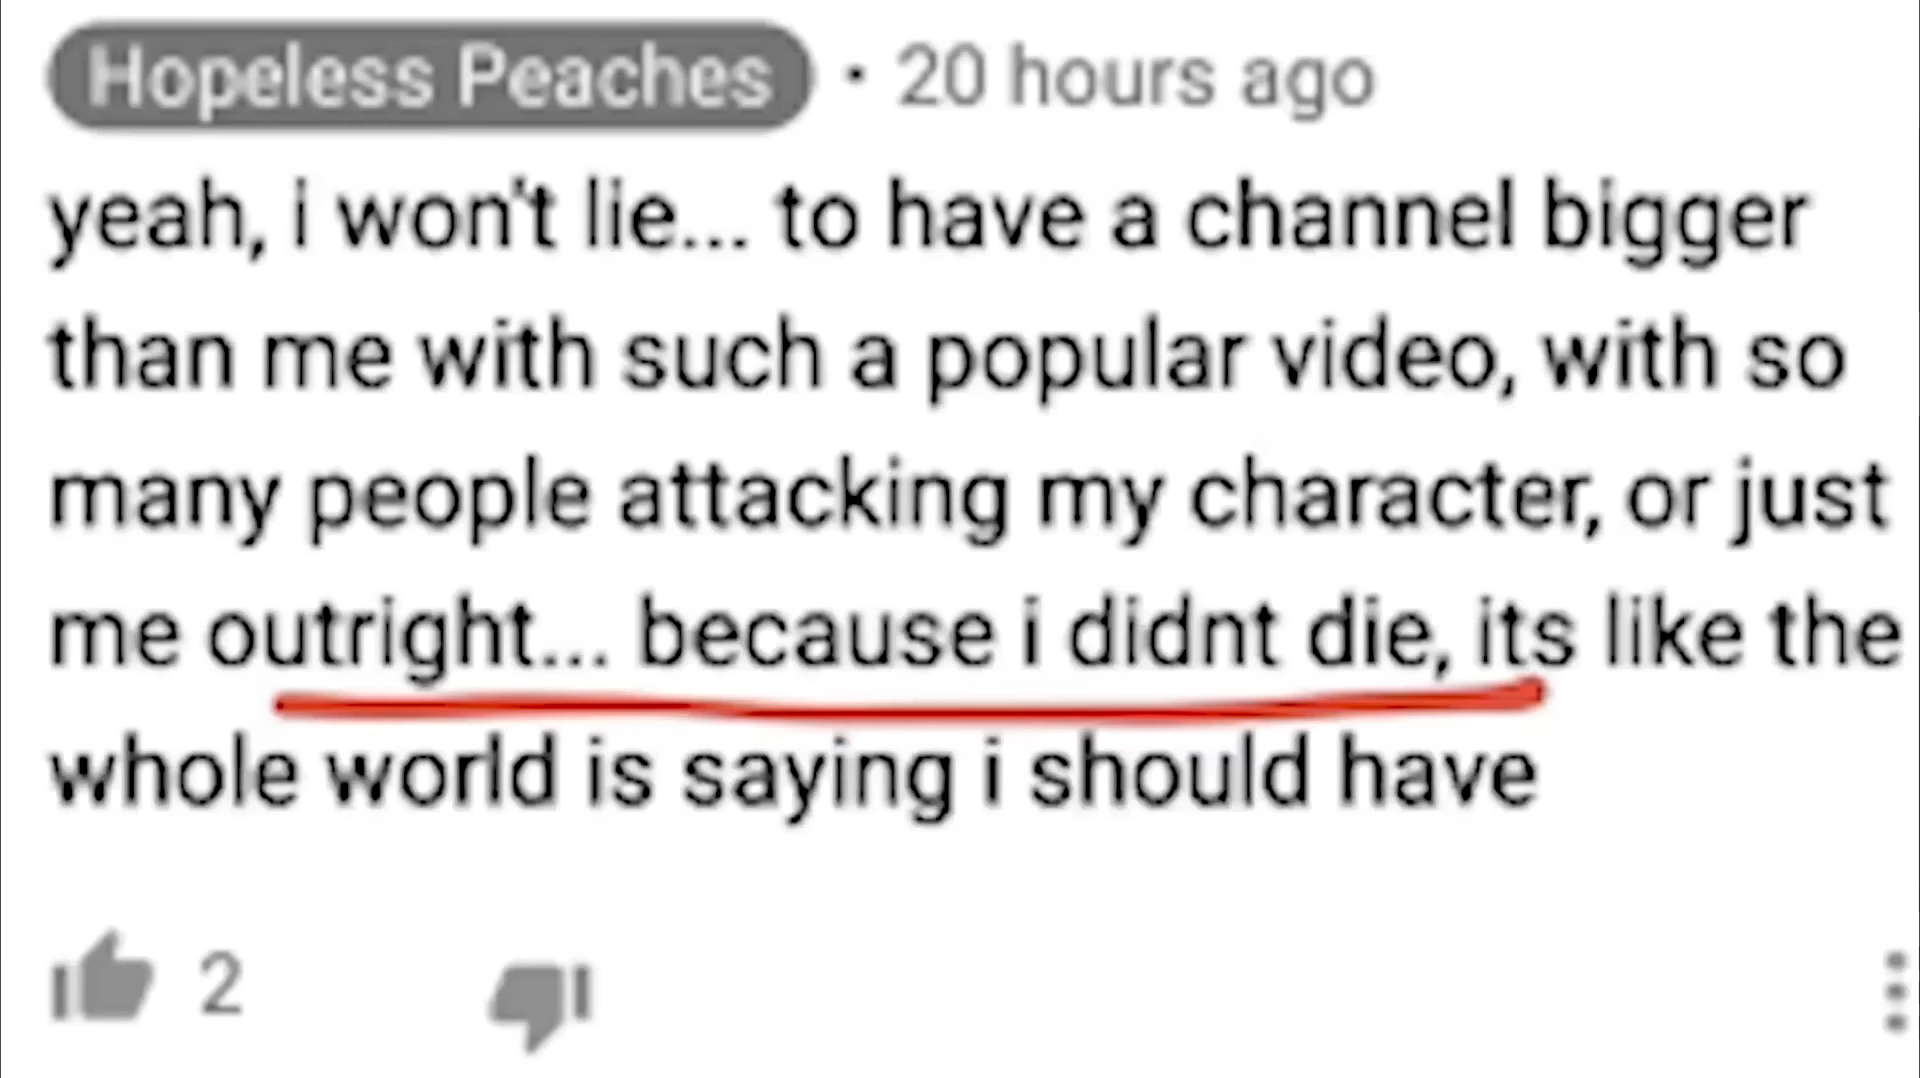 Hopeless Peaches · 20 hours ago
yeah, i won't lie... to have a channel bigger
than me with such a popular video, with so
many people attacking my character, or just
me outright... because i didnt die, its like the
whole world is saying i should have
2